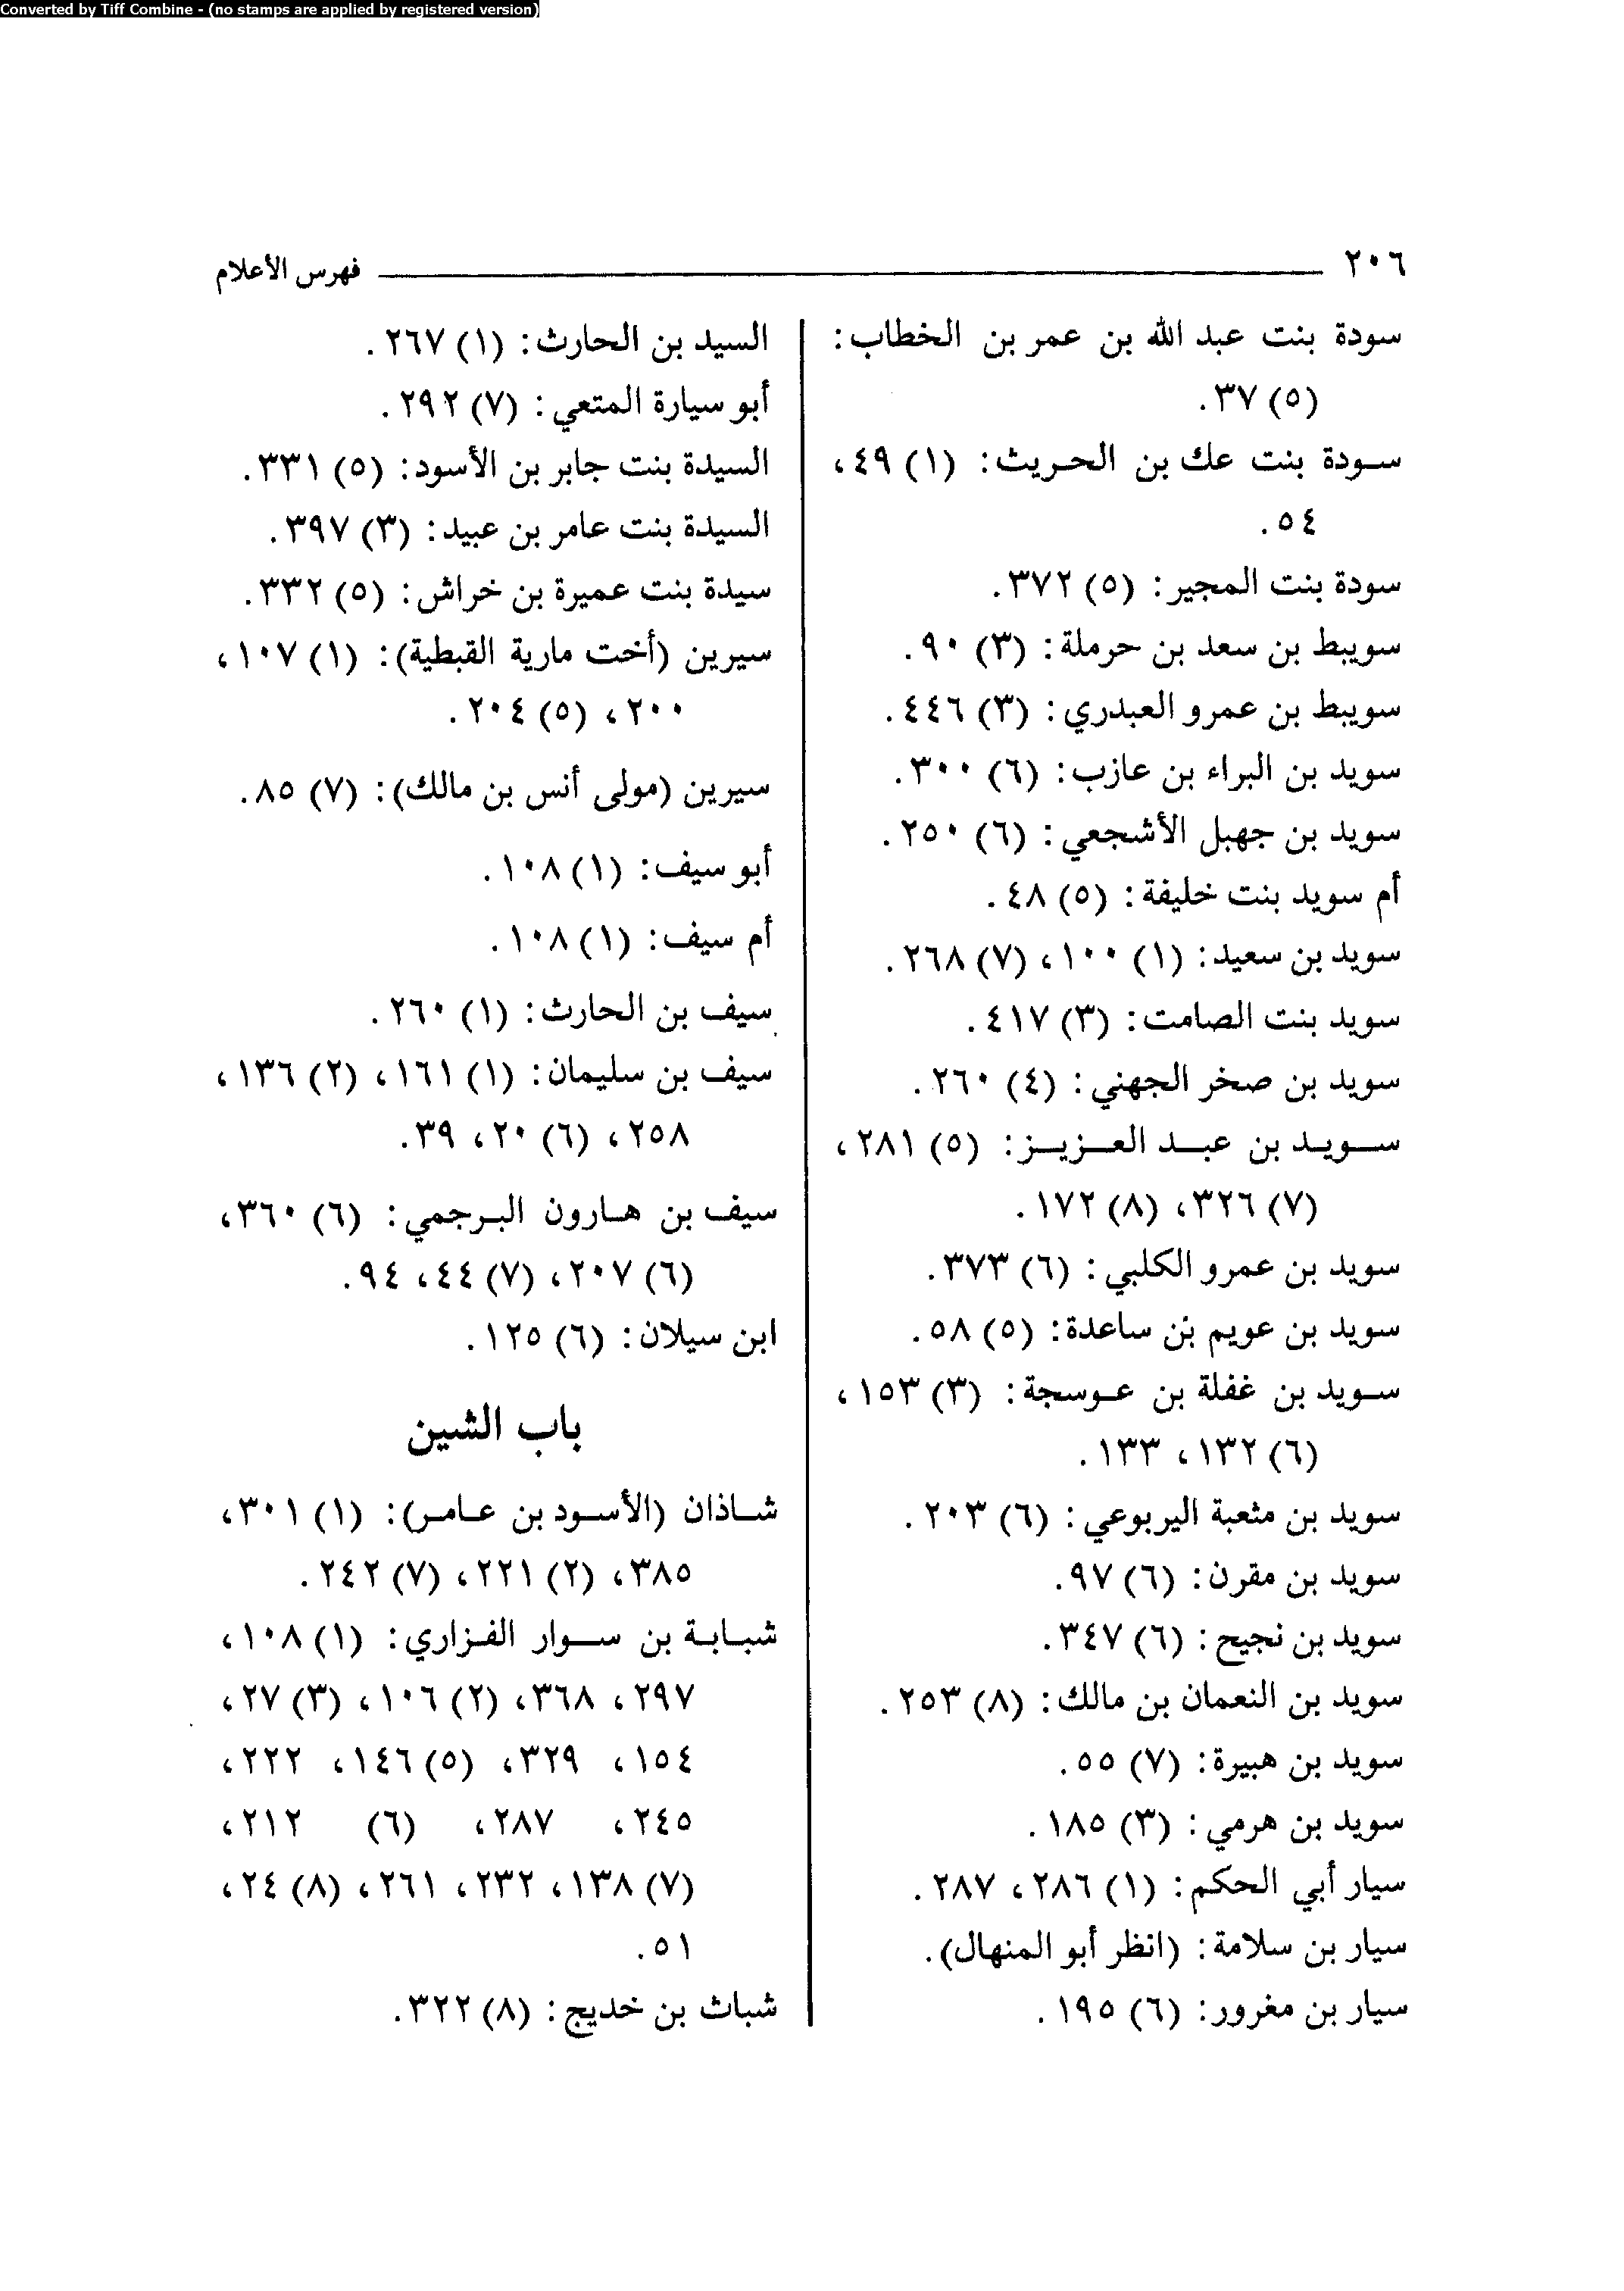 Converted by Tiff Combine - (no stamps are applied by registered version)
٢٠٦ فهرس الأعلام
سودة بنت عبد الله بن عمر بن الخطاب:
(٥) ٣٧.
سودة بنت عك بن الحريث: (١) ٤٩،
٥٤.
سودة بنت المجير: (٥) ٣٧٢.
سويبط بن سعد بن حرملة: (٣) ٩٠.
سويبط بن عمرو العبدري: (٣) ٤٤٦.
سويد بن البراء بن عازب: (٦) ٣٠٠.
سويد بن جهبل الأشجعي: (٦) ٢٥٠.
أم سويد بنت خليفة: (٥) ٤٨.
سويد بن سعيد: (١) ١٠٠، (٧) ٢٦٨.
سويد بنت الصامت: (٣) ٤١٧.
سويد بن صخر الجهني: (٤) ٢٦٠.
سويد بن عبد العزيز: (٥) ٢٨١،
(٧) ٣٢٦، (٨) ١٧٢.
سويد بن عمرو الكلبي: (٦) ٣٧٣.
سويد بن عويم بن ساعدة: (٥) ٥٨.
سويد بن غفلة بن عوسجة: (٣) ١٥٣،
(٦) ١٣٢، ١٣٣.
سويد بن مثعبة اليربوعي: (٦) ٢٠٣.
سويد بن مقرن: (٦) ٩٧.
سويد بن نجيح: (٦) ٣٤٧.
سويد بن النعمان بن مالك: (٨) ٢٥٣.
سويد بن هبيرة: (٧) ٥٥.
سويد بن هرمي: (٣) ١٨٥.
سيار أبي الحكم: (١) ٢٨٦، ٢٨٧.
سيار بن سلامة: (انظر أبو المنهال).
سيار بن مغرور: (٦) ١٩٥.
السيد بن الحارث: (١) ٢٦٧.
أبو سيارة المتعي: (٧) ٢٩٢.
السيدة بنت جابر بن الأسود: (٥) ٣٣١.
السيدة بنت عامر بن عبيد: (٣) ٣٩٧.
سيدة بنت عميرة بن خراش: (٥) ٣٣٢.
سيرين (أخت مارية القبطية): (١) ١٠٧،
٢٠٠، (٥) ٢٠٤.
سيرين (مولى أنس بن مالك): (٧) ٨٥.
أبو سيف: (١) ١٠٨.
أم سيف: (١) ١٠٨.
سيف بن الحارث: (١) ٢٦٠.
سيف بن سليمان: (١) ١٦١، (٢) ١٣٦،
٢٥٨، (٦) ٢٠، ٣٩.
سيف بن هارون البرجمي: (٦) ٣٦٠،
(٦) ٢٠٧، (٧) ٤٤، ٩٤.
ابن سيلان: (٦) ١٢٥.
باب الشين
شاذان (الأسود بن عامر): (١) ٣٠١،
٣٨٥، (٢) ٢٢١، (٧) ٢٤٢.
شبابة بن سوار الفزاري: (١) ١٠٨،
٢٩٧، ٣٦٨، (٢) ١٠٦، (٣) ٢٧،
١٥٤، ٣٢٩، (٥) ١٤٦، ٢٢٢،
٢٤٥، ٢٨٧، (٦) ٢١٢،
(٧) ١٣٨، ٢٣٢، ٢٦١، (٨) ٢٤،
٥١.
شباث بن خديج: (٨) ٣٢٢.